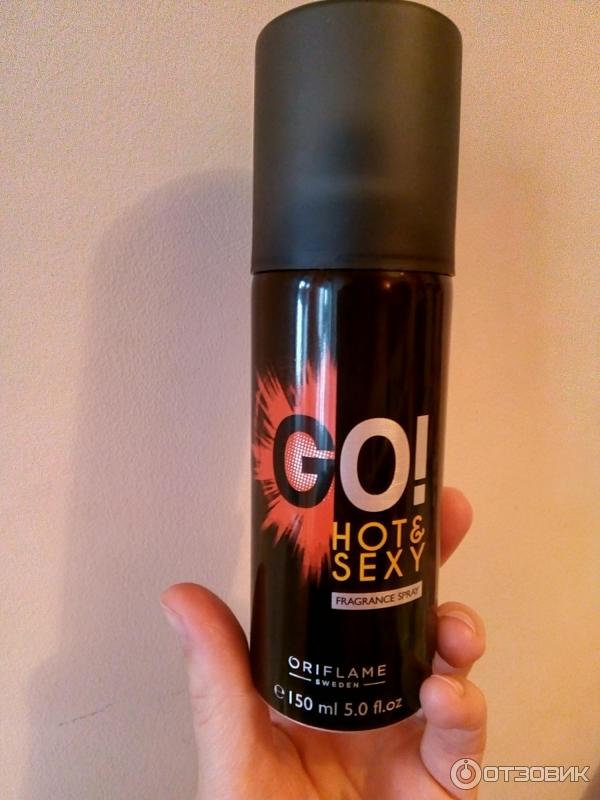 GO!
HOT&
SEXY
FRAGRANCE SPRAY
ORIFLAME
SWEDEN
℮150 ml 5.0 fl.oz
ОТЗОВИК